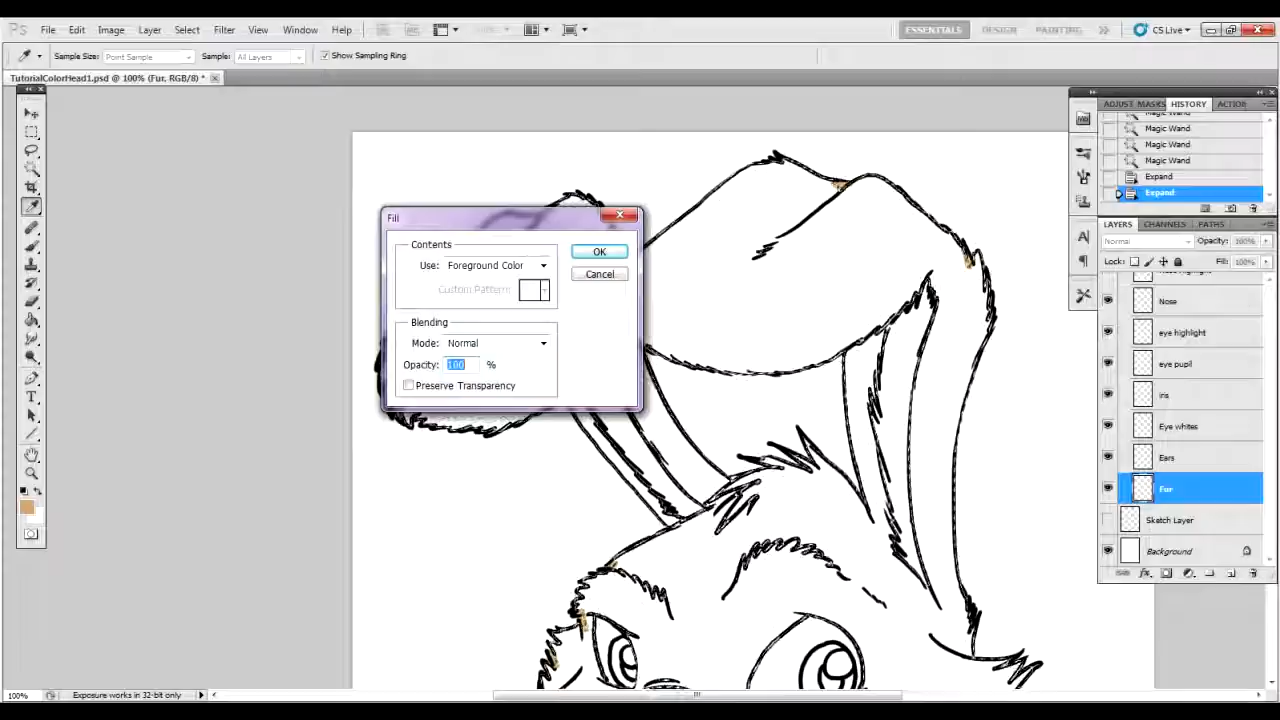 Ps File Edit Image Layer Select Filter View Window Help
ESSENTIALS DESIGN PAINTING CS Live
Sample Size: Point Sample Sample: All Layers Show Sampling Ring
TutorialColorHead1.psd @ 100% (Fur, RGB/8) *
ADJUST MASKS HISTORY ACTION
Magic Wand
Magic Wand
Magic Wand
Magic Wand
Expand
Expand
Fill
Contents
Use: Foreground Color
Custom Pattern:
OK
Cancel
Blending
Mode: Normal
Opacity: 100 %
Preserve Transparency
LAYERS CHANNELS PATHS
Normal Opacity: 100%
Lock: Fill: 100%
Nose
eye highlight
eye pupil
Iris
Eye whites
Ears
Fur
Sketch Layer
Background
100% Exposure works in 32-bit only